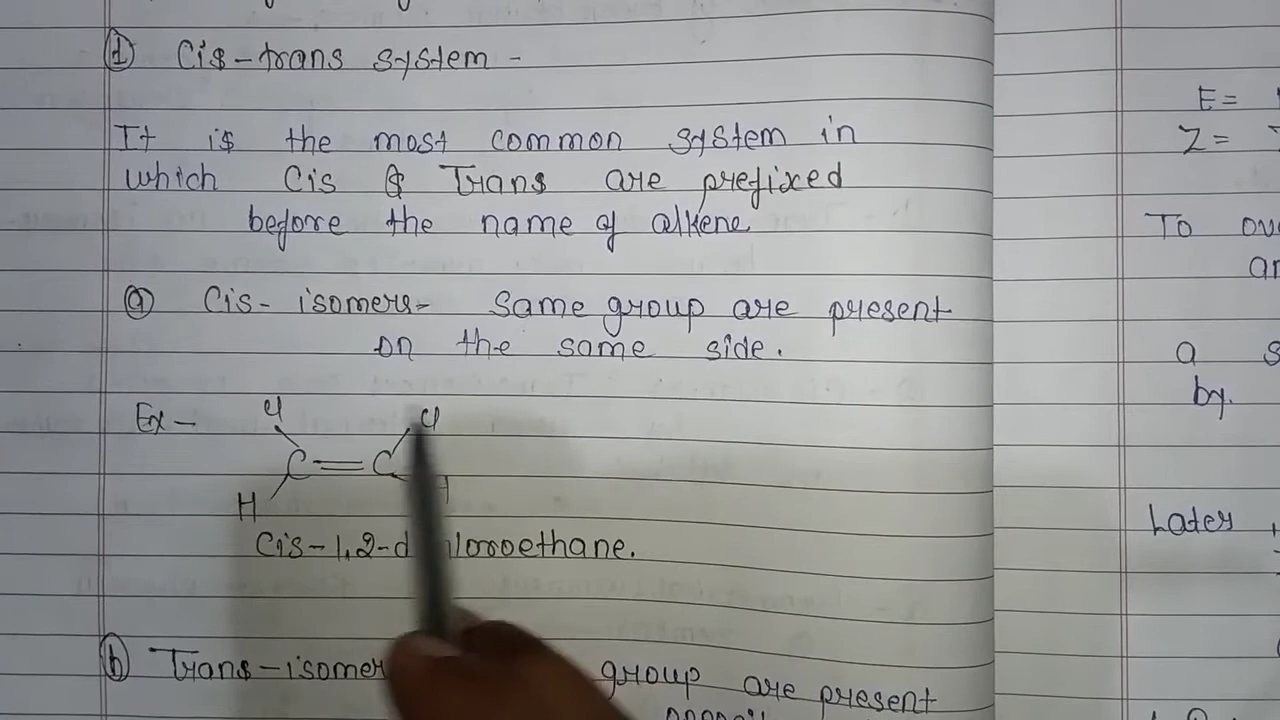 ① Cis-trans system -
It is the most common system in
which Cis & Trans are prefixed
before the name of alkene
ⓐ Cis- isomers- Same group are present
on the same side.
Ex - Cl Cl
C=C
H H
Cis-1,2-d loroethane.
ⓑ Trans-isomer group are present
E=
Z=
To
a
by.
Later